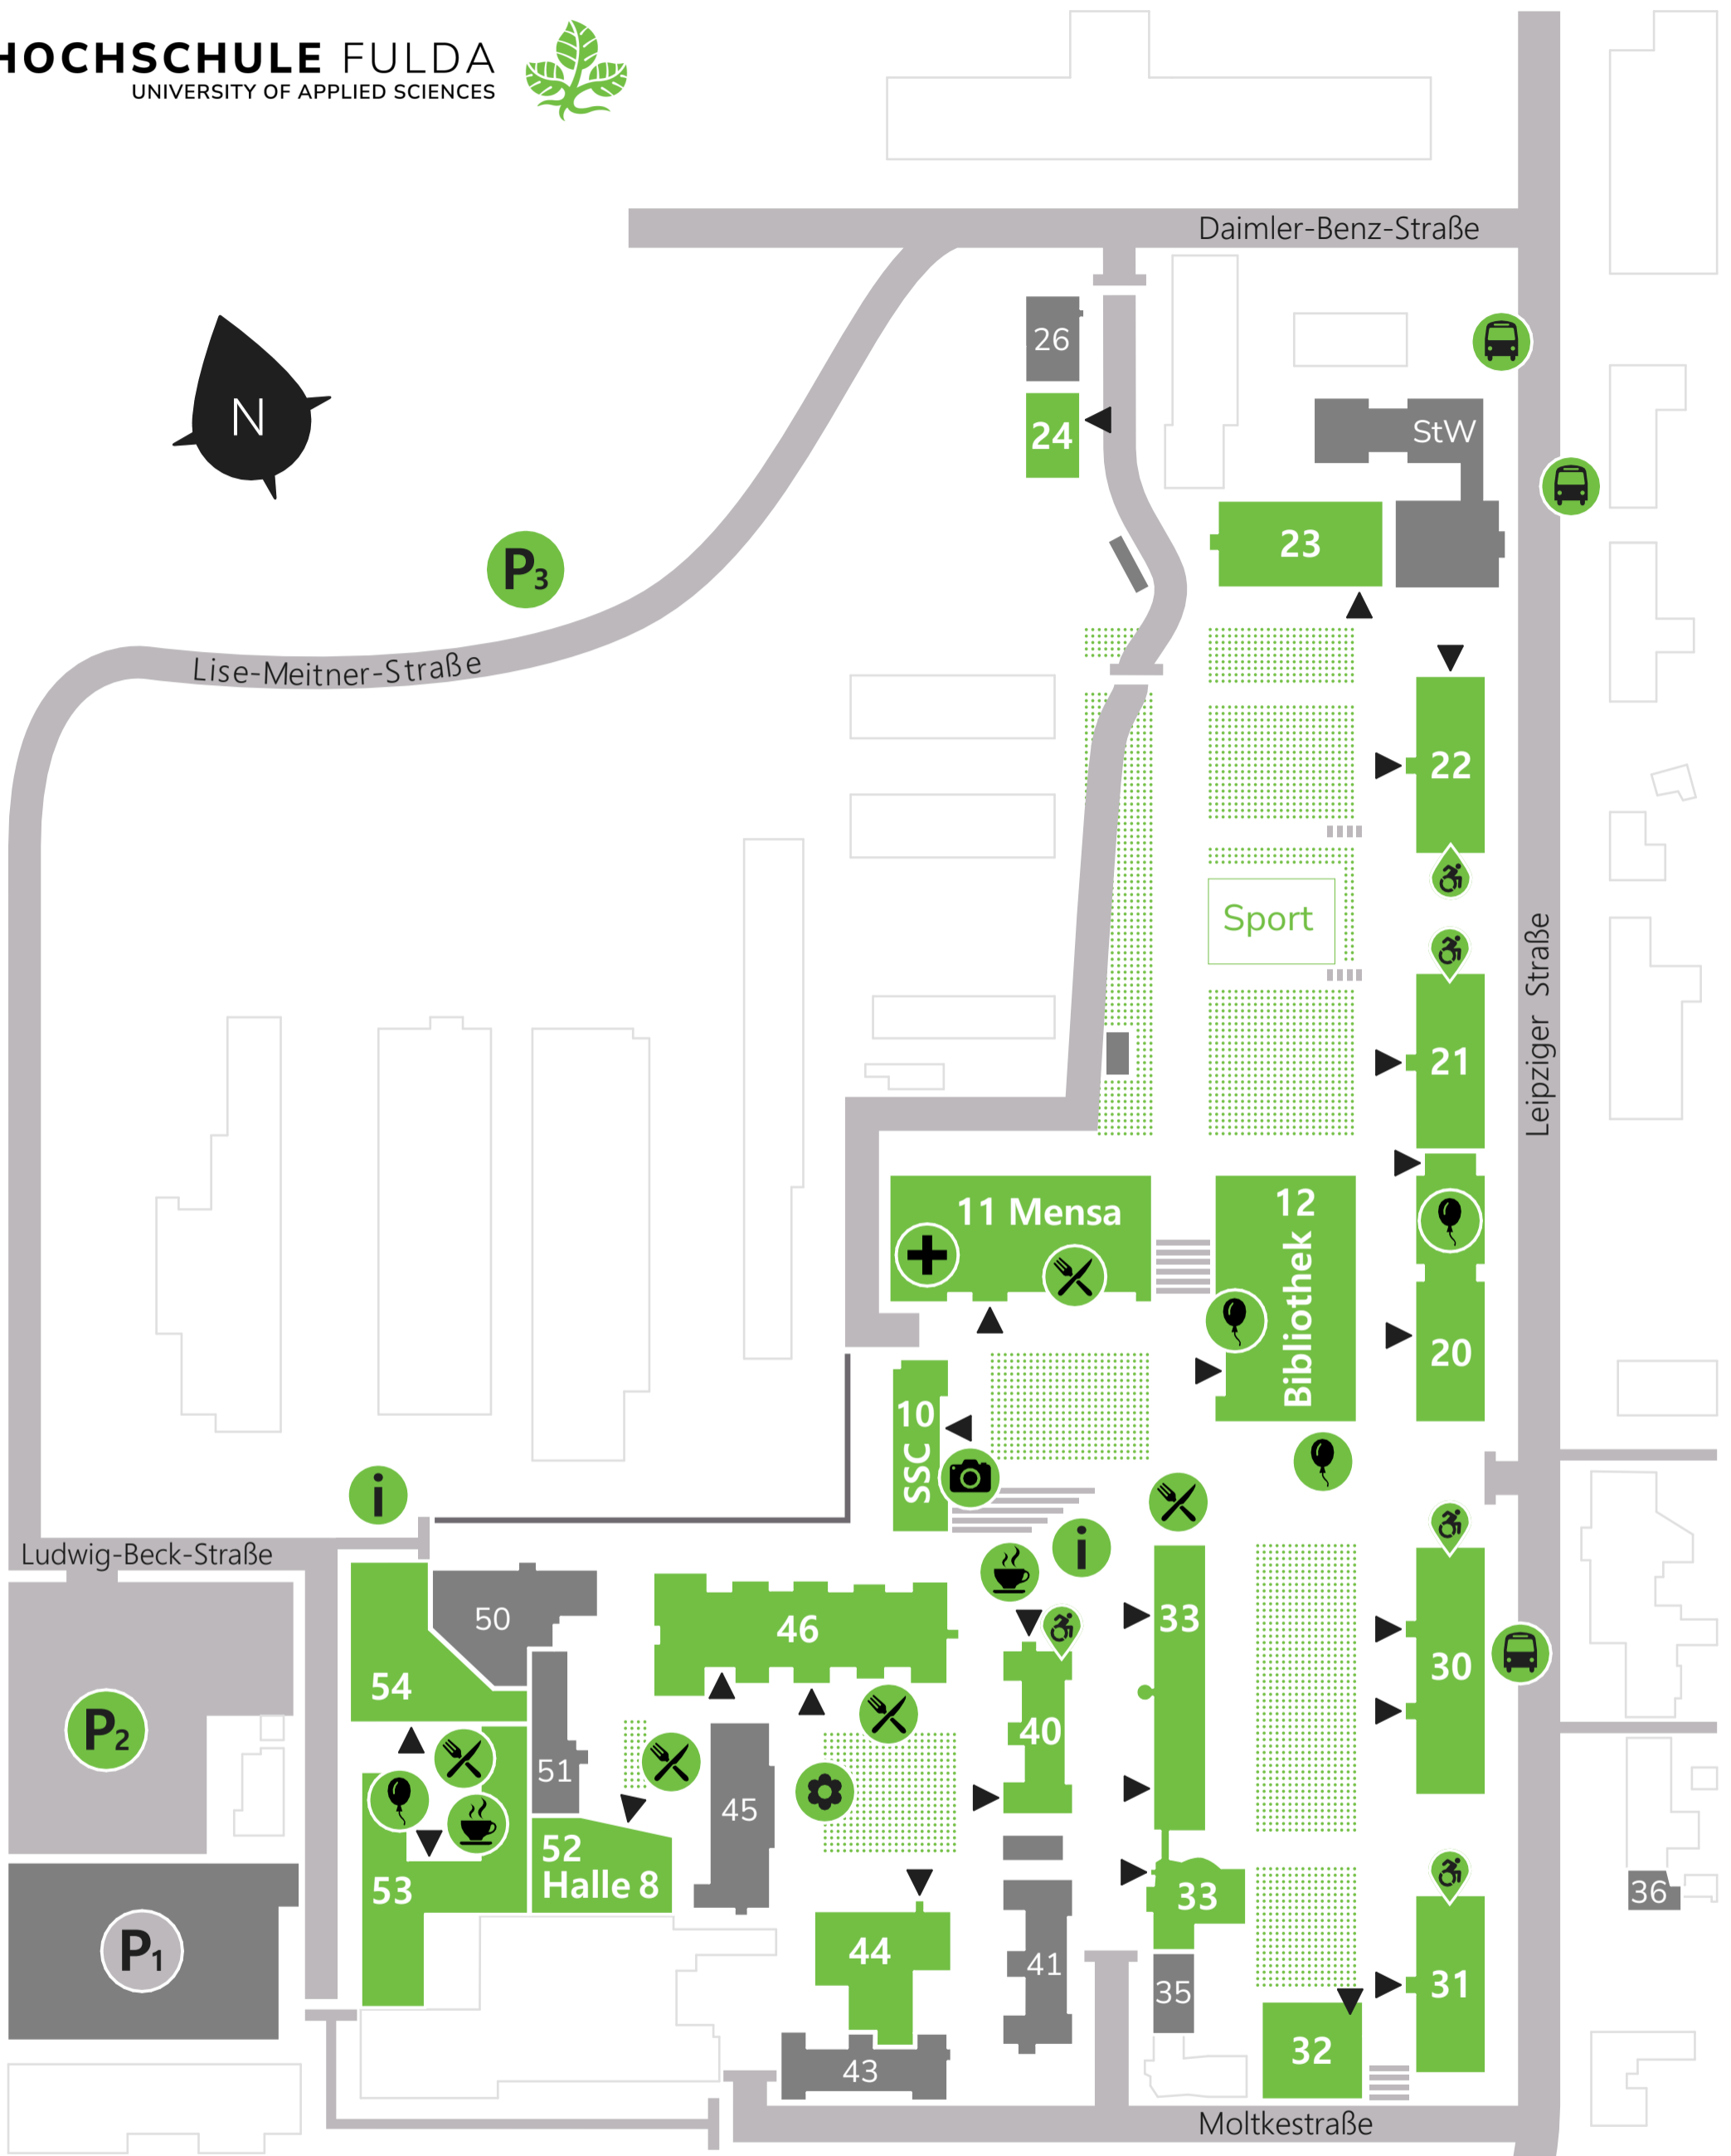 HOCHSCHULE FULDA
UNIVERSITY OF APPLIED SCIENCES
Daimler-Benz-Straße
26
N
24
StW
23
P3
Lise-Meitner-Straße
22
Sport
Leipziger Straße
21
11 Mensa
12
Bibliothek
20
10
SSC
i
i
Ludwig-Beck-Straße
50
46
33
30
54
P2
40
51
45
52
Halle 8
53
33
36
44
41
P1
35
31
32
43
Moltkestraße